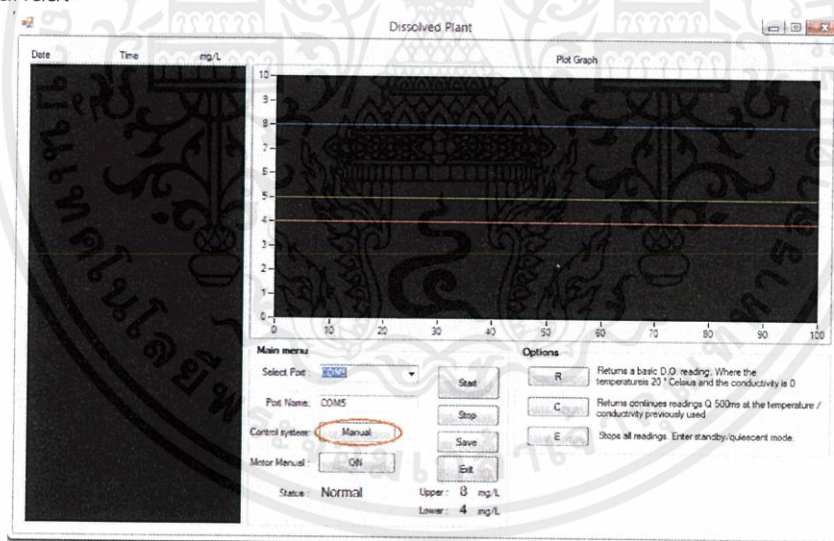 Dissolved Plant
Date Time mg/L
Plot Graph
10
9
8
7
6
5
4
3
2
1
0
0 10 20 30 40 50 60 70 80 90 100
Main menu
Select Port : COM5
Port Name: COM5
Control system: Manual
Motor Manual : ON
Status : Normal
Start
Stop
Save
Exit
Upper : 8 mg/L
Lower : 4 mg/L
Options
R Returns a basic D.O. reading. Where the
temperatureis 20 ° Celsius and the conductivity is 0
C Returns continues readings Q 500ms at the temperature /
conductivity previously used
E Stops all readings. Enter standby/quiescent mode.